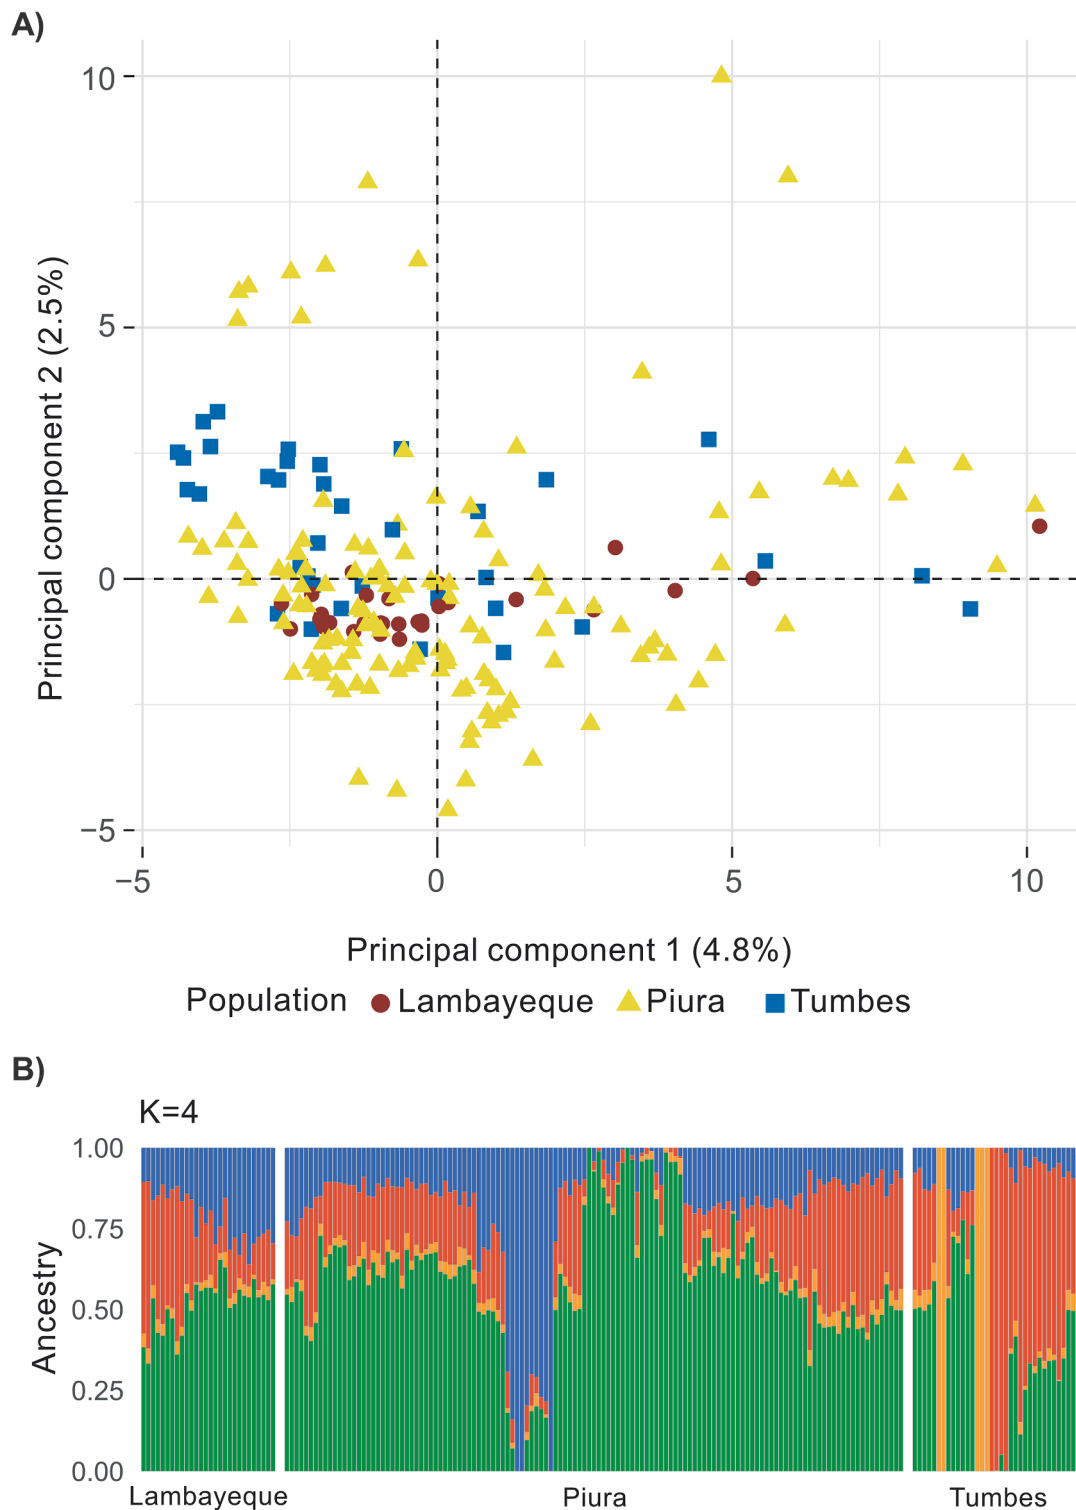 A)
Principal component 2 (2.5%)
10
5
0
−5
−5 0 5 10
Principal component 1 (4.8%)
Population Lambayeque Piura Tumbes
B)
K=4
Ancestry
1.00
0.75
0.50
0.25
0.00
Lambayeque Piura Tumbes